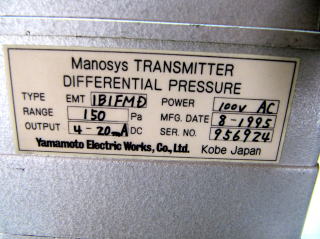 Manosys TRANSMITTER
DIFFERENTIAL PRESSURE
TYPE EMT IBIFMD POWER 100V AC
RANGE 150 Pa MFG. DATE 8-1995
OUTPUT 4-20mA DC SER. NO. 956924
Yamamoto Electric Works, Co., Ltd. Kobe Japan